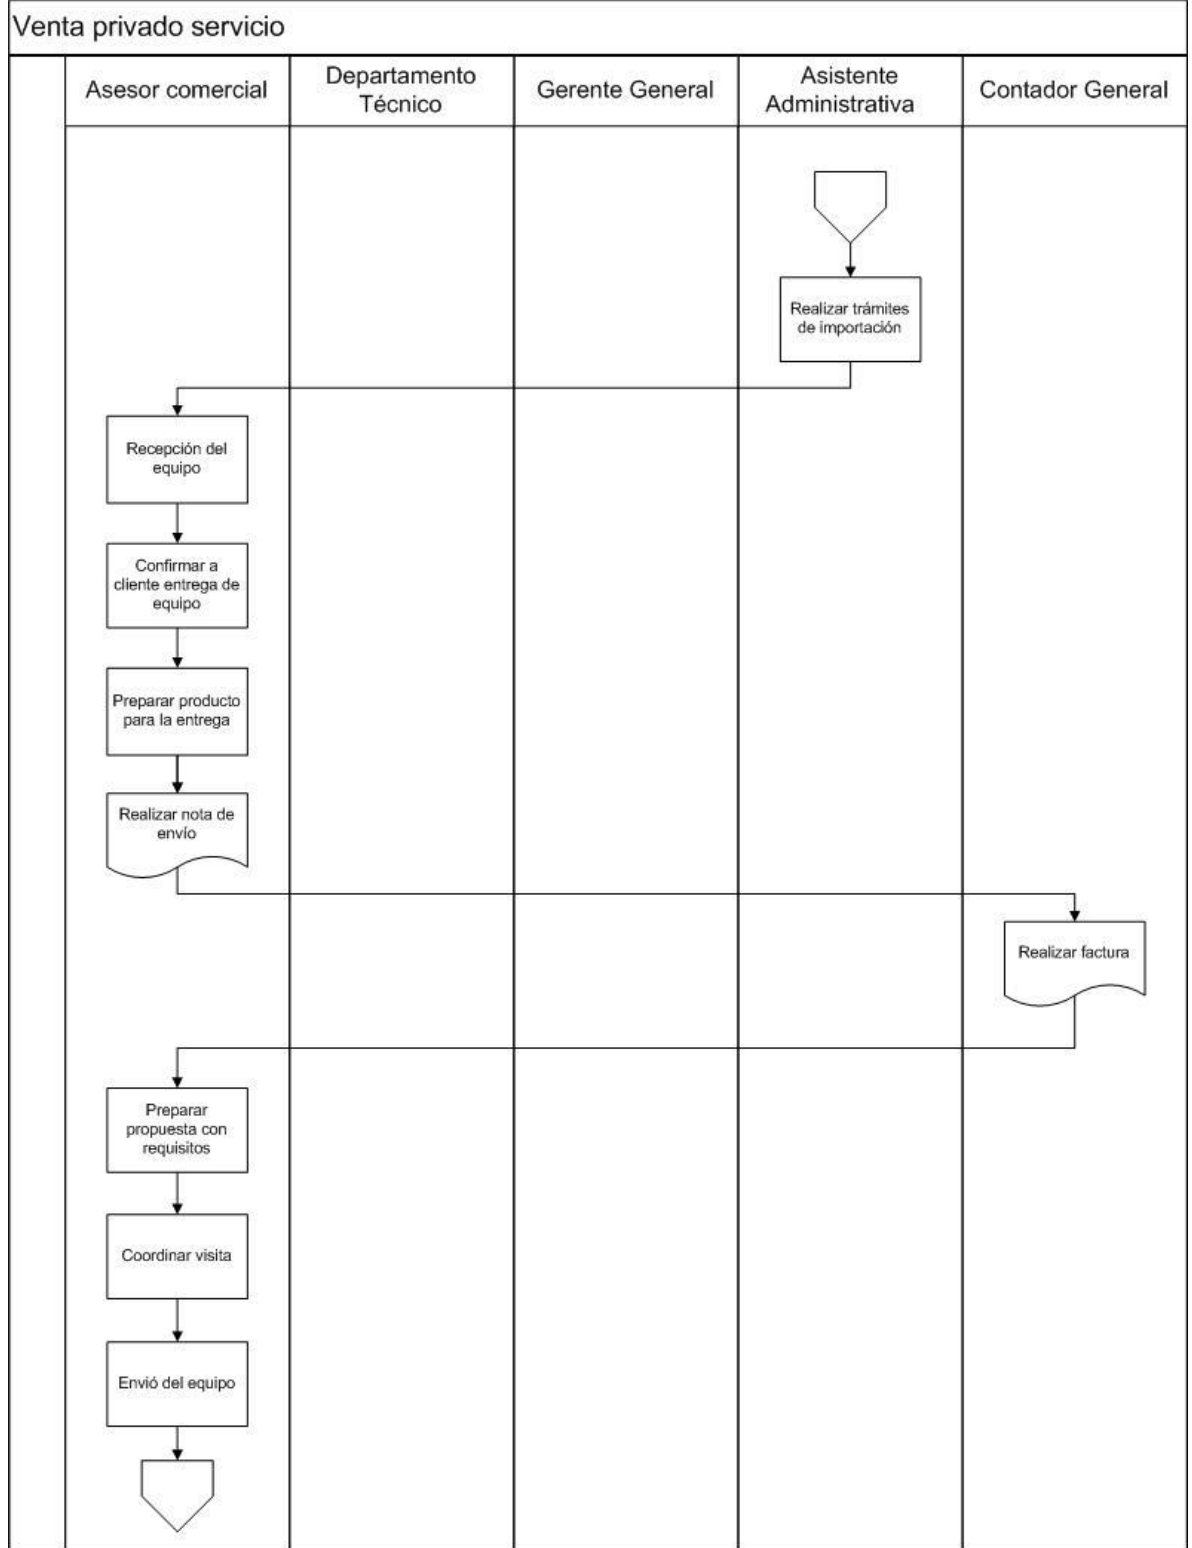 Venta privado servicio
Asesor comercial
Departamento
Técnico
Gerente General
Asistente
Administrativa
Contador General
Realizar trámites
de importación
Recepción del
equipo
Confirmar a
cliente entrega de
equipo
Preparar producto
para la entrega
Realizar nota de
envío
Realizar factura
Preparar
propuesta con
requisitos
Coordinar visita
Envió del equipo